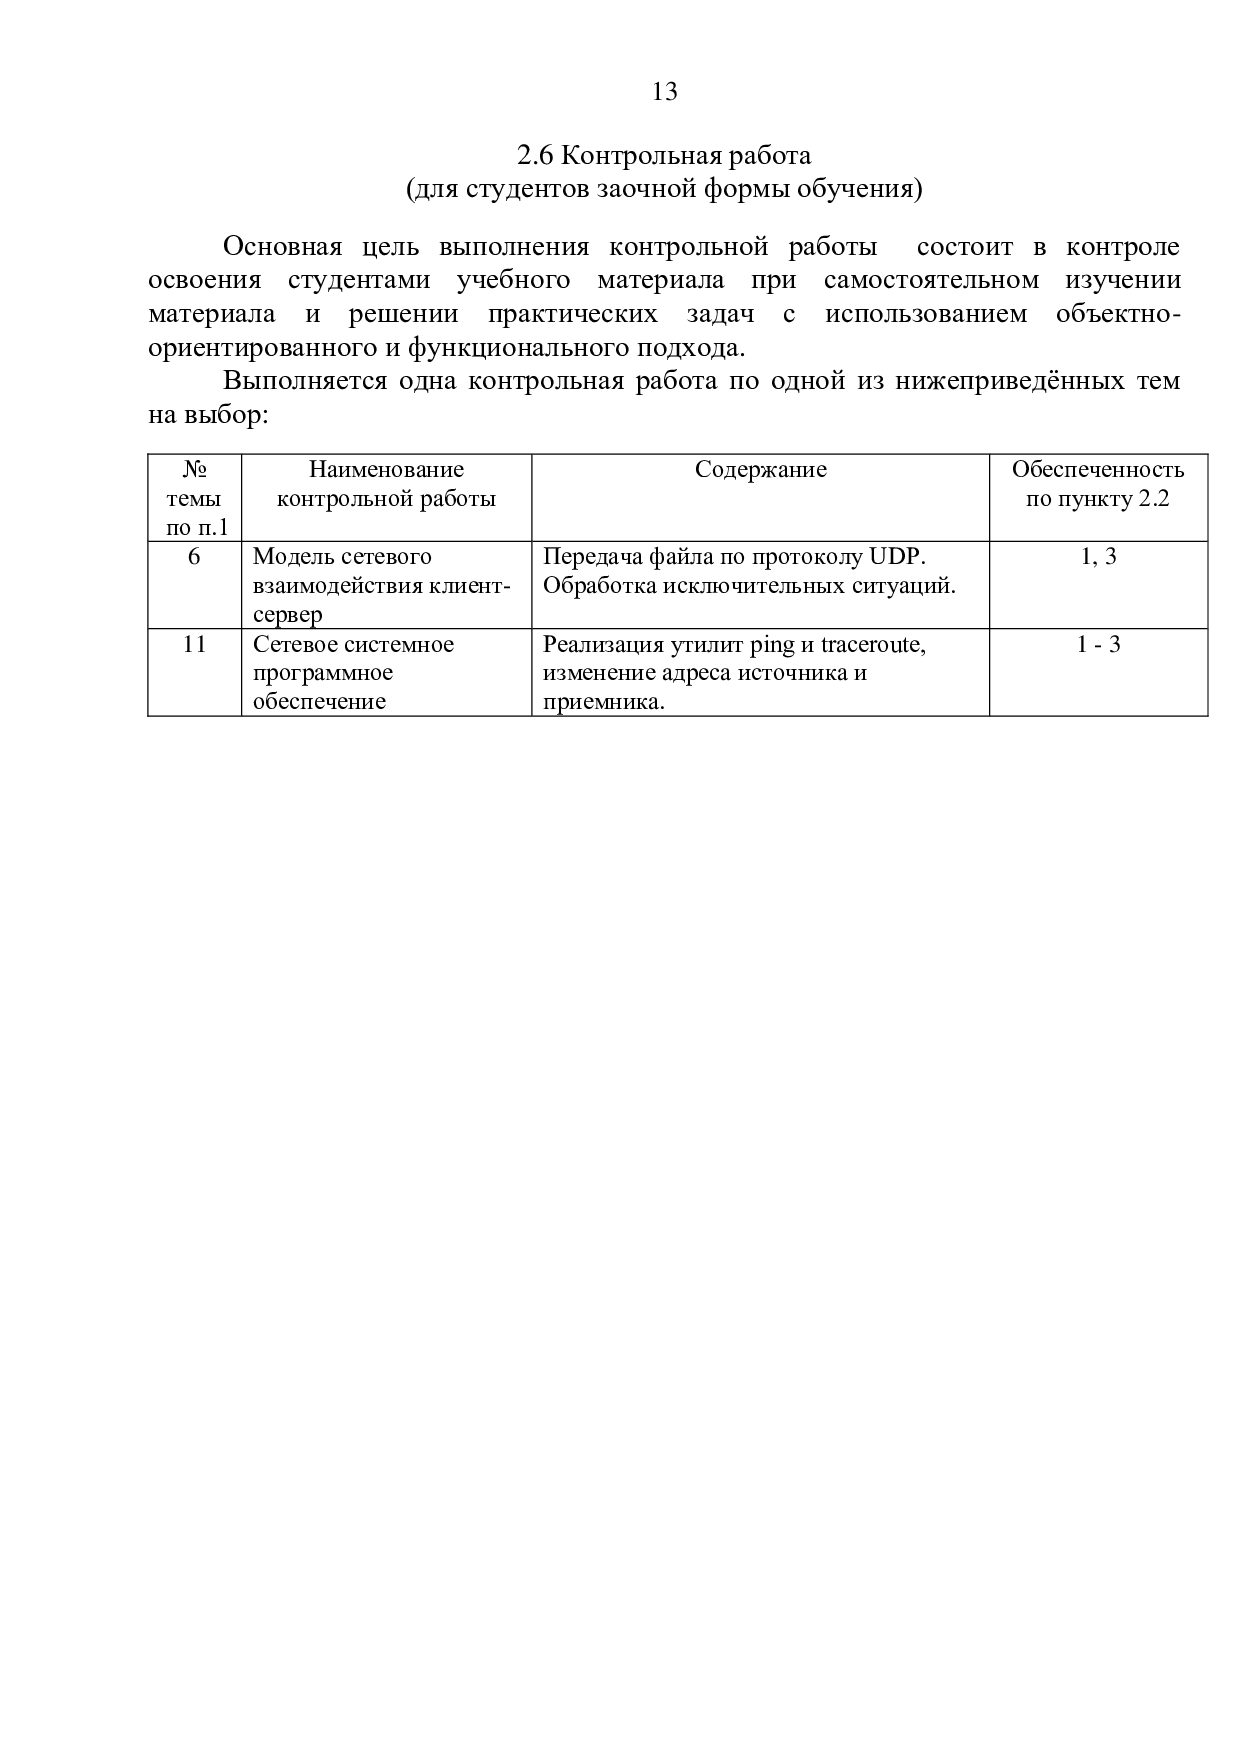 13
2.6 Контрольная работа
(для студентов заочной формы обучения)
Основная цель выполнения контрольной работы состоит в контроле
освоения студентами учебного материала при самостоятельном изучении
материала и решении практических задач с использованием объектно-
ориентированного и функционального подхода.
Выполняется одна контрольная работа по одной из нижеприведённых тем
на выбор:
№
темы
по п.1
Наименование
контрольной работы
Содержание
Обеспеченность
по пункту 2.2
6
Модель сетевого
взаимодействия клиент-
сервер
Передача файла по протоколу UDP.
Обработка исключительных ситуаций.
1, 3
11
Сетевое системное
программное
обеспечение
Реализация утилит ping и traceroute,
изменение адреса источника и
приемника.
1 - 3